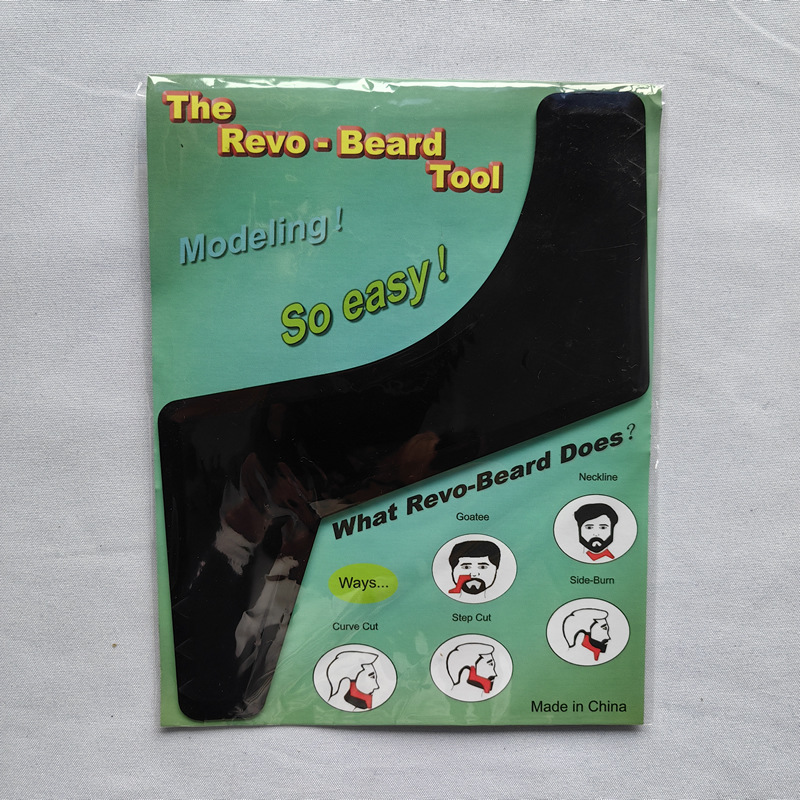 The
Revo - Beard
Tool
Modeling!
So easy!
What Revo-Beard Does?
Neckline
Goatee
Ways...
Side-Burn
Step Cut
Curve Cut
Made in China